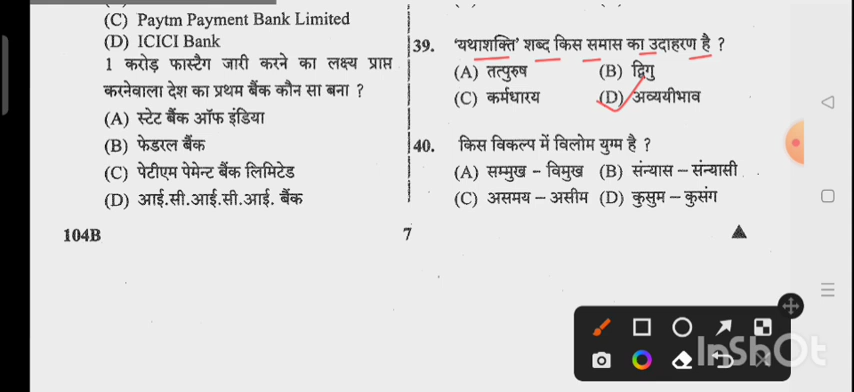 (C) Paytm Payment Bank Limited
(D) ICICI Bank
1 करोड़ फास्टैग जारी करने का लक्ष्य प्राप्त
करनेवाला देश का प्रथम बैंक कौन सा बना ?
(A) स्टेट बैंक ऑफ इंडिया
(B) फेडरल बैंक
(C) पेटीएम पेमेन्ट बैंक लिमिटेड
(D) आई.सी.आई.सी.आई. बैंक
39. 'यथाशक्ति' शब्द किस समास का उदाहरण है ?
(A) तत्पुरुष (B) द्विगु
(C) कर्मधारय (D) अव्ययीभाव
40. किस विकल्प में विलोम युग्म है ?
(A) सम्मुख – विमुख (B) संन्यास – संन्यासी
(C) असमय – असीम (D) कुसुम – कुसंग
104B 7
InShOt